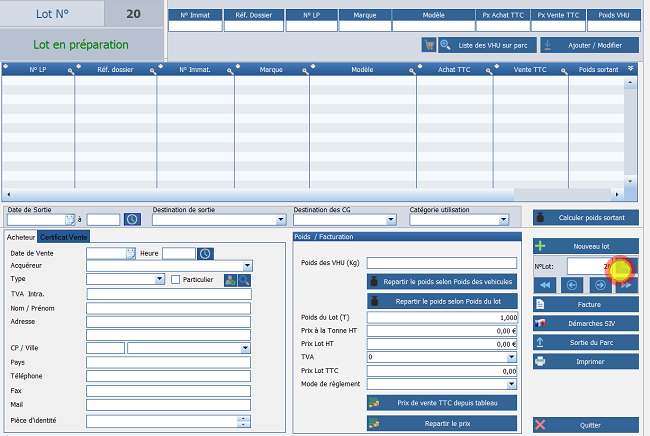 Lot N° 20
N° Immat Réf. Dossier N° LP Marque Modèle Px Achat TTC Px Vente TTC Poids VHU
Lot en préparation
Liste des VHU sur parc Ajouter / Modifier
N° LP Réf. dossier N° Immat. Marque Modèle Achat TTC Vente TTC Poids sortant
Date de Sortie à Destination de sortie Destination des CG Catégorie utilisation
Calculer poids sortant
Acheteur Certificat Vente
Date de Vente Heure
Acquéreur
Type Particulier
TVA Intra.
Nom / Prénom
Adresse
CP / Ville
Pays
Téléphone
Fax
Mail
Pièce d'identité
Poids / Facturation
Poids des VHU (Kg)
Repartir le poids selon Poids des vehicules
Repartir le poids selon Poids du lot
Poids du Lot (T) 1,000
Prix à la Tonne HT 0,00 €
Prix Lot HT 0,00 €
TVA 0
Prix Lot TTC 0,00
Mode de règlement
Prix de vente TTC depuis tableau
Repartir le prix
Nouveau lot
N°Lot:
Facture
Démarches SIV
Sortie du Parc
Imprimer
Quitter